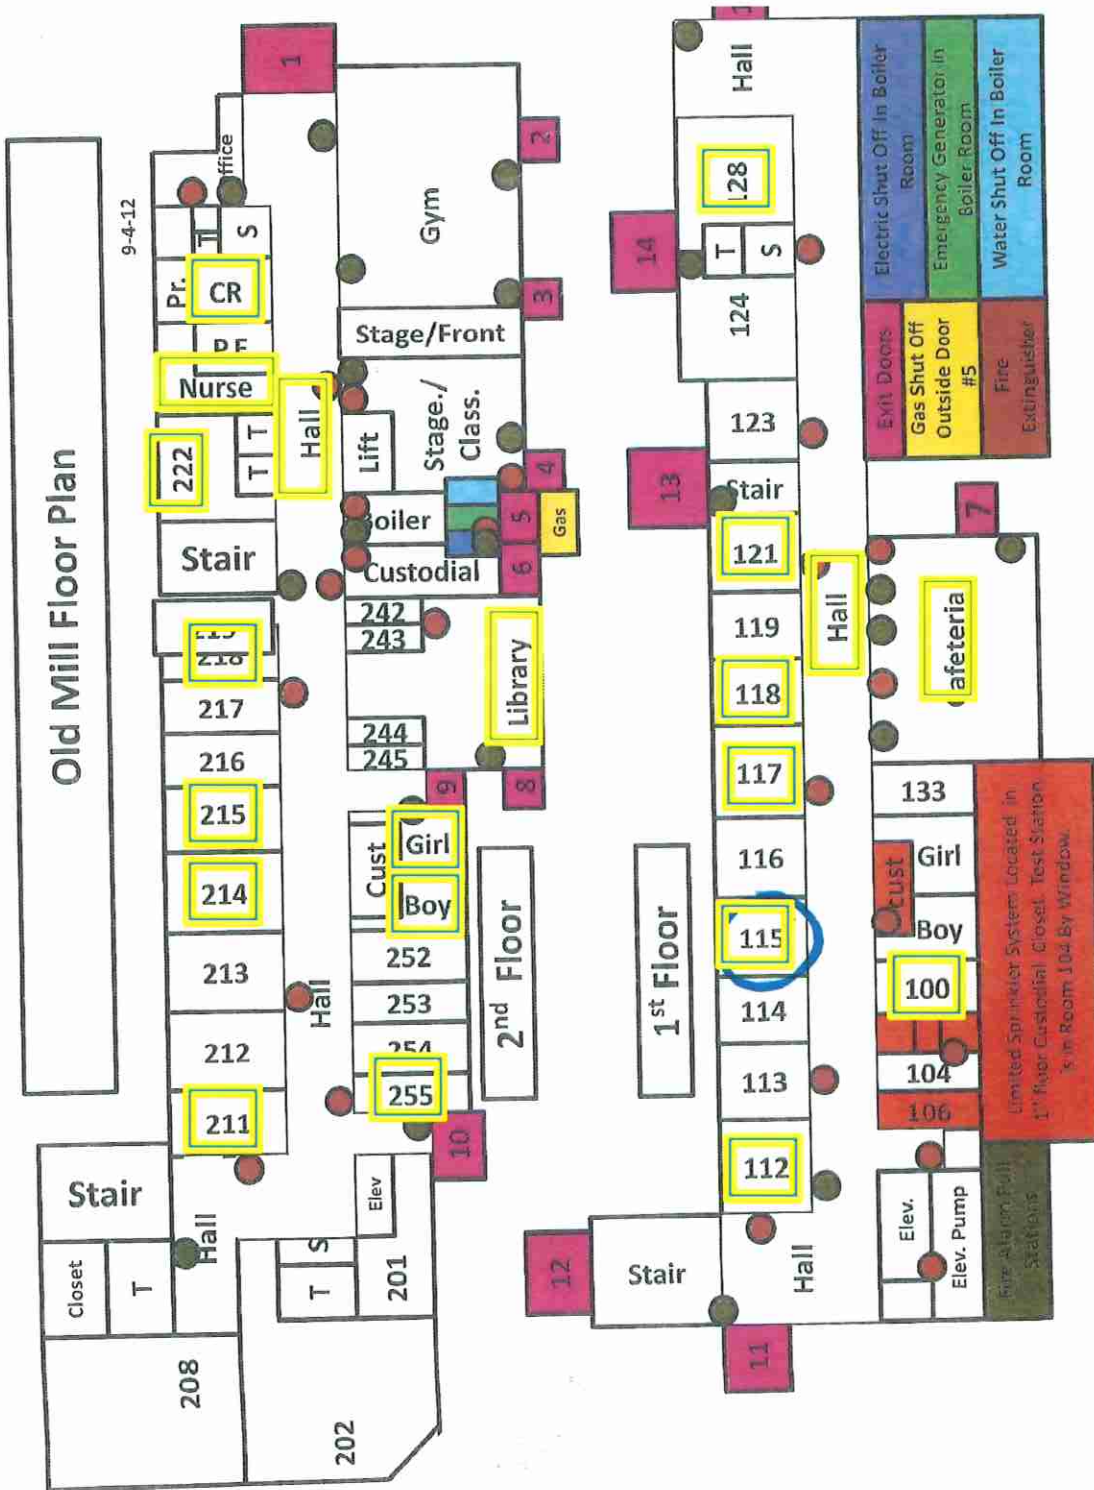 Old Mill Floor Plan
9-4-12
1
2
3
4
5
6
Gas
8
9
10
Pr.
T
S
CR
Nurse
222
T
T
Hall
Stair
Gym
Stage/Front
Stage./
Class.
Lift
Custodial
242
243
Library
244
245
218
217
216
215
214
213
212
211
Hall
Cust
Girl
Boy
252
253
254
255
2nd Floor
Stair
Hall
Closet
T
Elev
S
T
201
208
202
1st Floor
Hall
128
T
S
14
124
123
13
Stair
121
119
118
117
116
115
114
113
112
Hall
7
afeteria
133
Girl
Cust
Boy
100
104
106
Elev.
Elev. Pump
Hall
Stair
12
11
Exit Doors
Gas Shut Off
Outside Door
#5
Fire
Extinguisher
Electric Shut Off In Boiler
Room
Emergency Generator In
Boiler Room
Water Shut Off In Boiler
Room
Limited Sprinkler System Located in
1st floor Custodial Closet. Test Station
is in Room 104 By Window.
Fire Alarm Pull
Stations